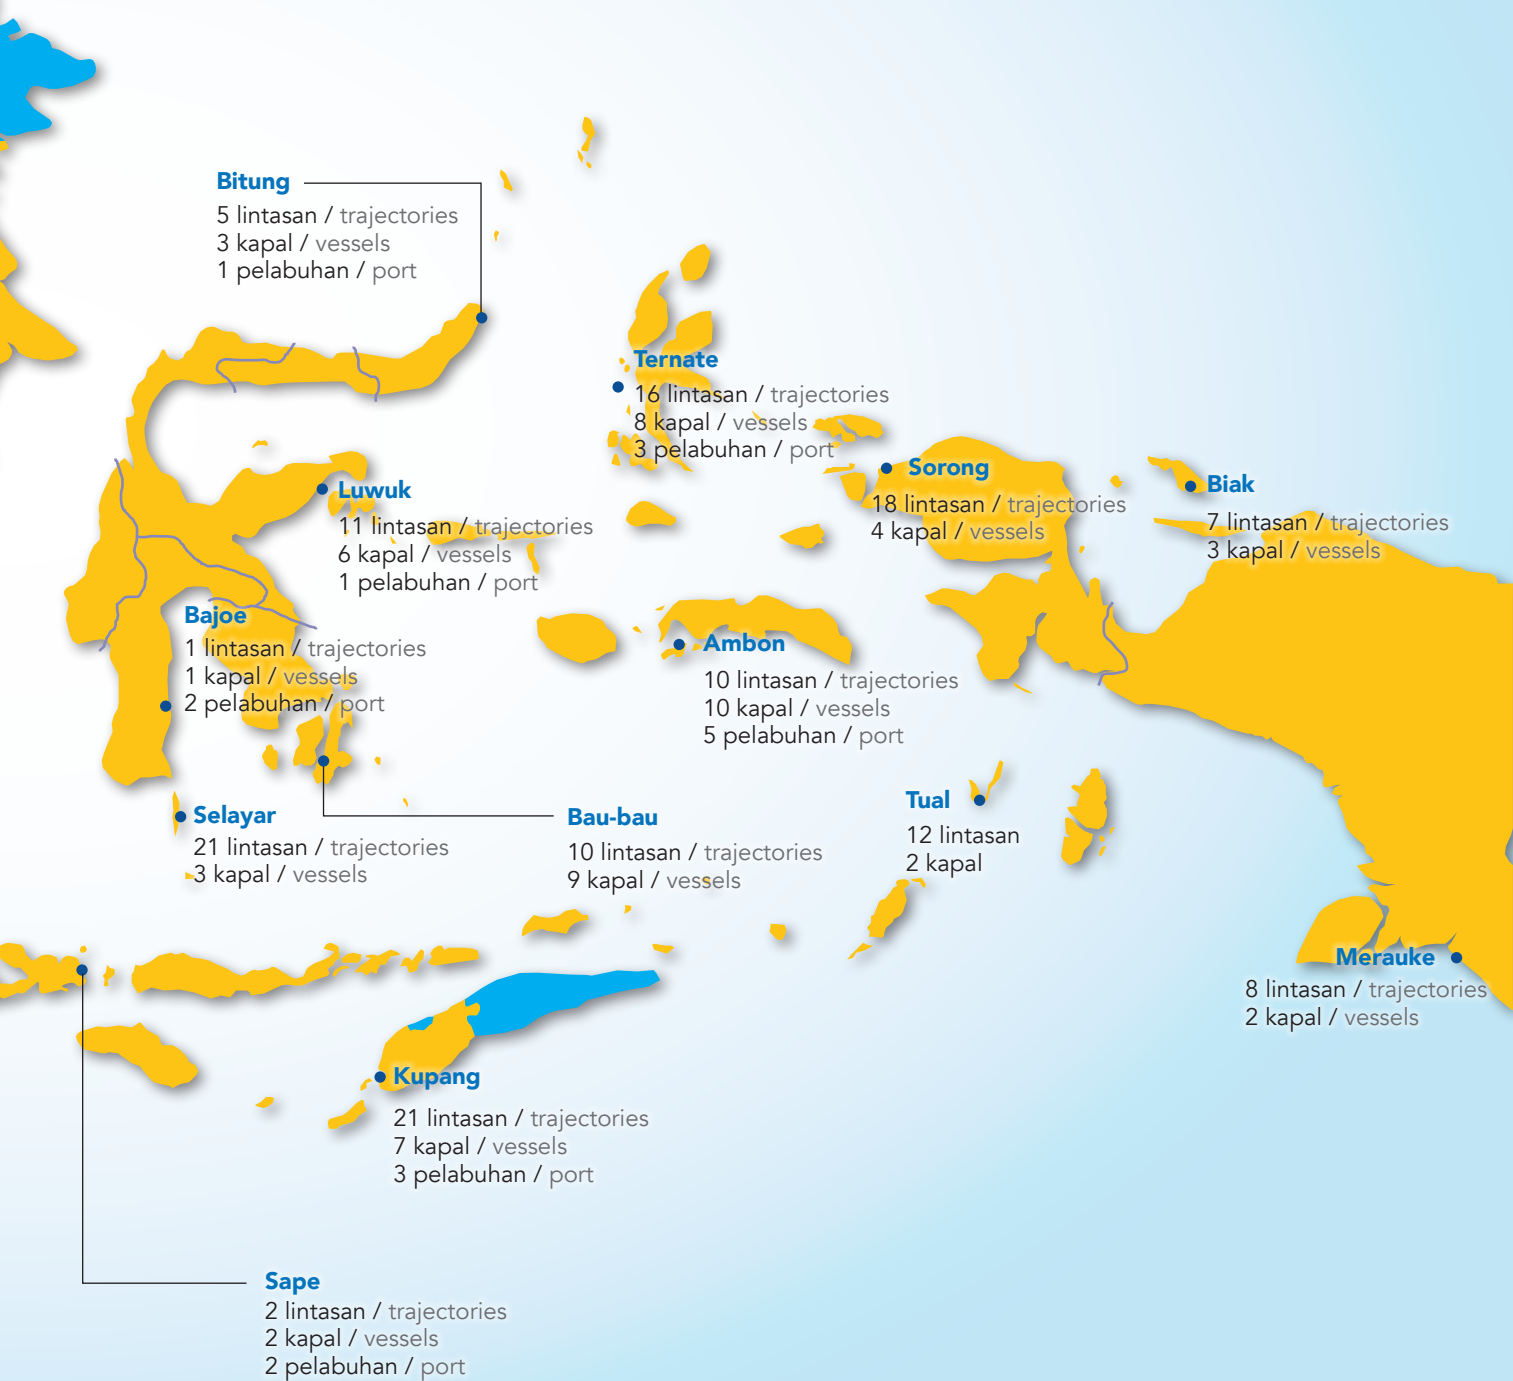 Bitung
5 lintasan / trajectories
3 kapal / vessels
1 pelabuhan / port
Ternate
16 lintasan / trajectories
8 kapal / vessels
3 pelabuhan / port
Sorong
18 lintasan / trajectories
4 kapal / vessels
Biak
7 lintasan / trajectories
3 kapal / vessels
Luwuk
11 lintasan / trajectories
6 kapal / vessels
1 pelabuhan / port
Bajoe
1 lintasan / trajectories
1 kapal / vessels
2 pelabuhan / port
Ambon
10 lintasan / trajectories
10 kapal / vessels
5 pelabuhan / port
Selayar
21 lintasan / trajectories
3 kapal / vessels
Bau-bau
10 lintasan / trajectories
9 kapal / vessels
Tual
12 lintasan
2 kapal
Merauke
8 lintasan / trajectories
2 kapal / vessels
Kupang
21 lintasan / trajectories
7 kapal / vessels
3 pelabuhan / port
Sape
2 lintasan / trajectories
2 kapal / vessels
2 pelabuhan / port